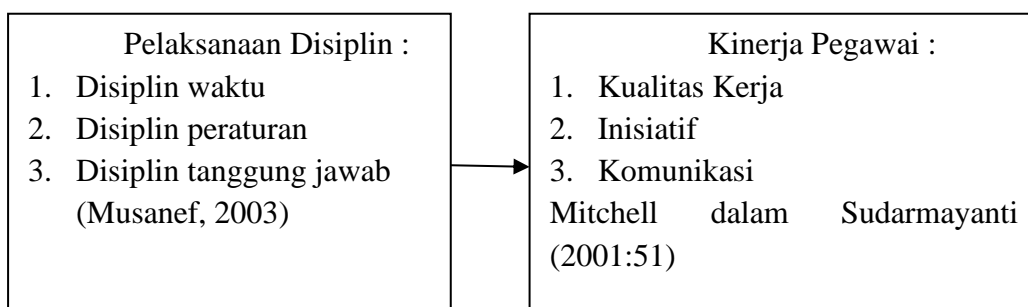 Pelaksanaan Disiplin :
1. Disiplin waktu
2. Disiplin peraturan
3. Disiplin tanggung jawab
(Musanef, 2003)
Kinerja Pegawai :
1. Kualitas Kerja
2. Inisiatif
3. Komunikasi
Mitchell dalam Sudarmayanti
(2001:51)